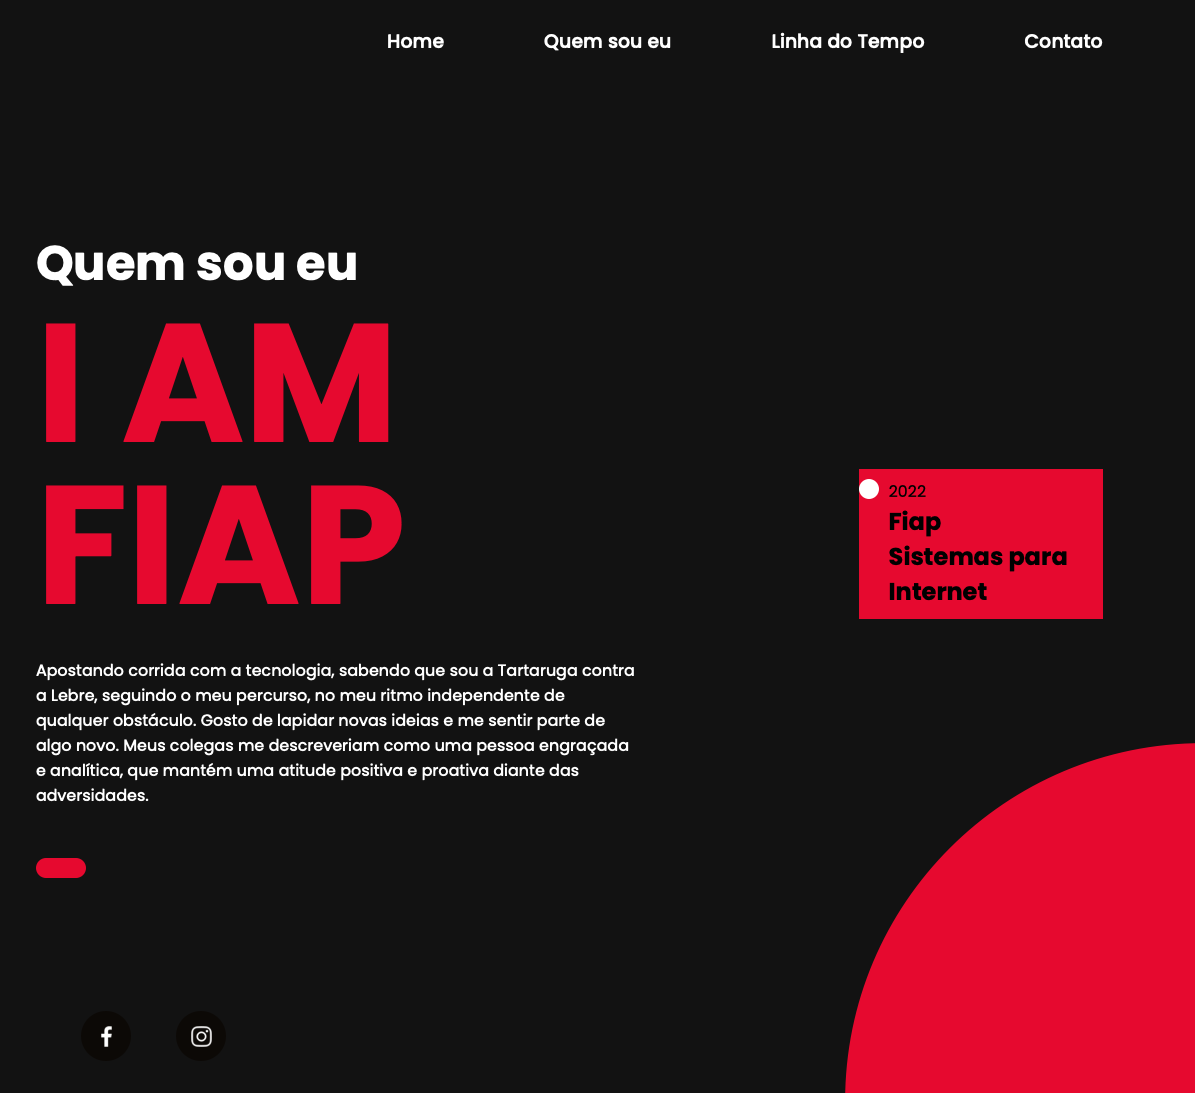 Home
Quem sou eu
Linha do Tempo
Contato
Quem sou eu
I AM
FIAP
2022
Fiap
Sistemas para
Internet
Apostando corrida com a tecnologia, sabendo que sou a Tartaruga contra
a Lebre, seguindo o meu percurso, no meu ritmo independente de
qualquer obstáculo. Gosto de lapidar novas ideias e me sentir parte de
algo novo. Meus colegas me descreveriam como uma pessoa engraçada
e analítica, que mantém uma atitude positiva e proativa diante das
adversidades.